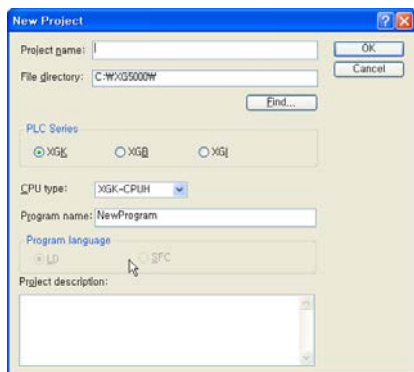 New Project
Project name:
OK
File directory: C:₩XG5000₩
Cancel
Find...
PLC Series
XGK XGB XGI
CPU type: XGK-CPUH
Program name: NewProgram
Program language
LD SFC
Project description: